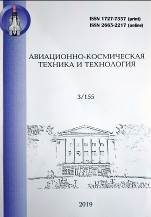 ISSN 1727-7337 (print)
ISSN 2663-2217 (online)
АВИАЦИОННО-КОСМИЧЕСКАЯ
ТЕХНИКА И ТЕХНОЛОГИЯ
3/155
2019